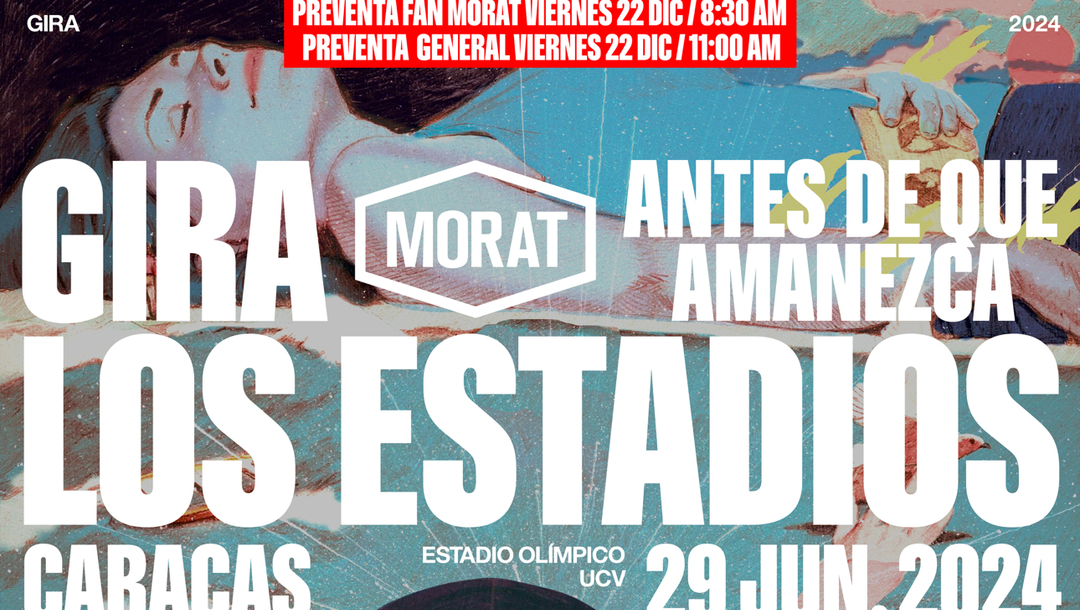 GIRA
2024
PREVENTA FAN MORAT VIERNES 22 DIC / 8:30 AM
PREVENTA GENERAL VIERNES 22 DIC / 11:00 AM
GIRA
MORAT
ANTES DE QUE
AMANEZCA
LOS ESTADIOS
CARACAS
ESTADIO OLÍMPICO
UCV
29 JUN. 2024